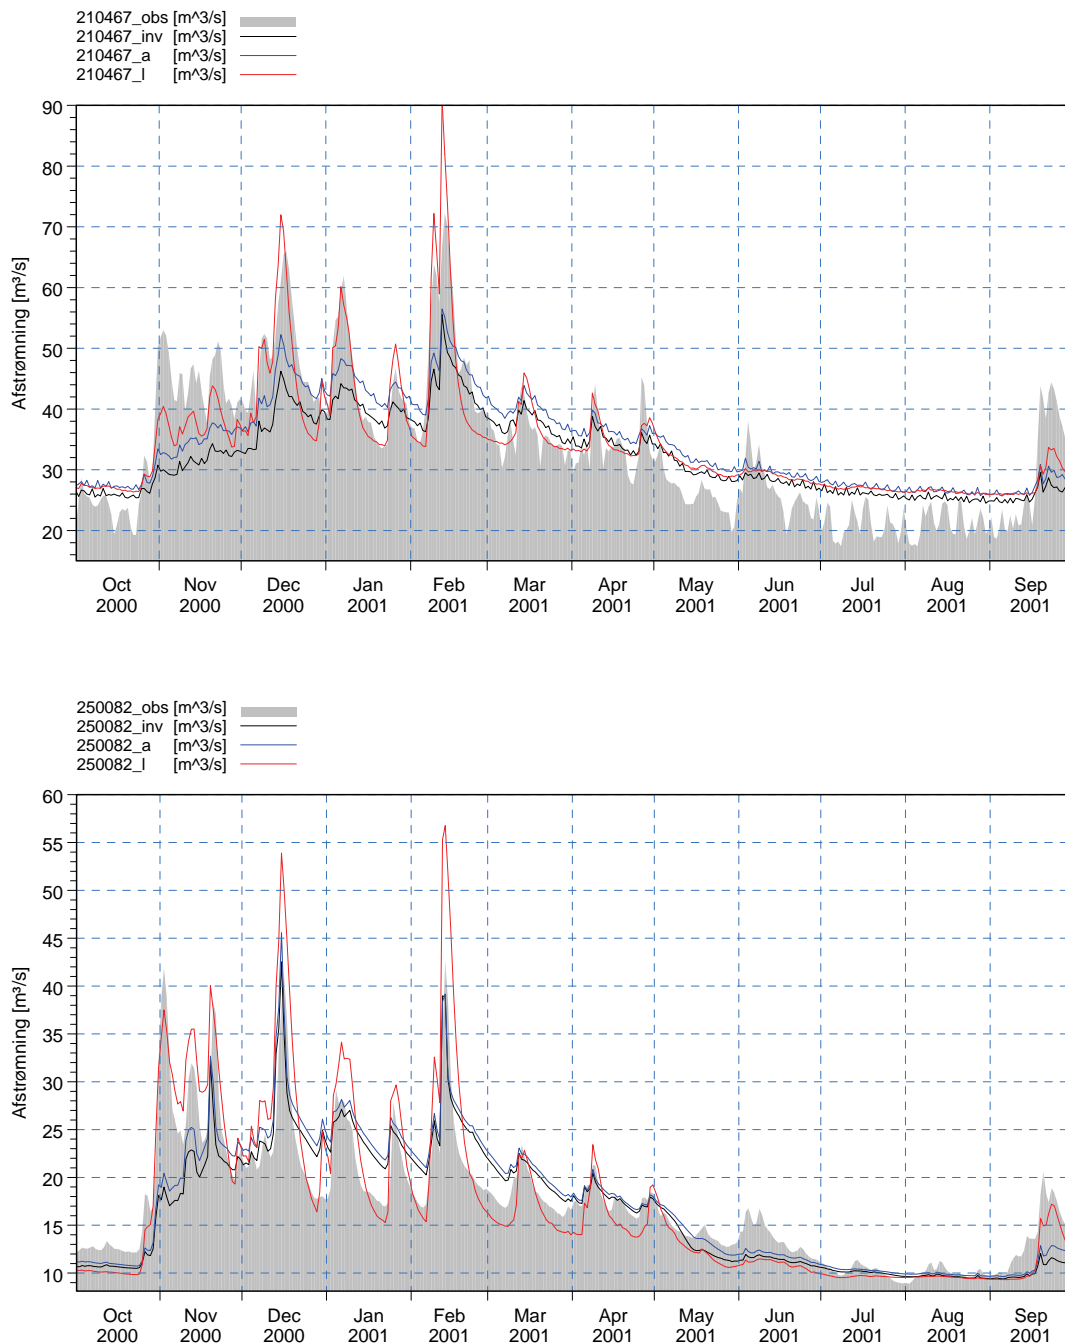 210467_obs [m^3/s]
210467_inv [m^3/s]
210467_a [m^3/s]
210467_l [m^3/s]
90
80
70
60
50
40
30
20
Afstrømning [m³/s]
Oct Nov Dec Jan Feb Mar Apr May Jun Jul Aug Sep
2000 2000 2000 2001 2001 2001 2001 2001 2001 2001 2001 2001
250082_obs [m^3/s]
250082_inv [m^3/s]
250082_a [m^3/s]
250082_l [m^3/s]
60
55
50
45
40
35
30
25
20
15
10
Afstrømning [m³/s]
Oct Nov Dec Jan Feb Mar Apr May Jun Jul Aug Sep
2000 2000 2000 2001 2001 2001 2001 2001 2001 2001 2001 2001